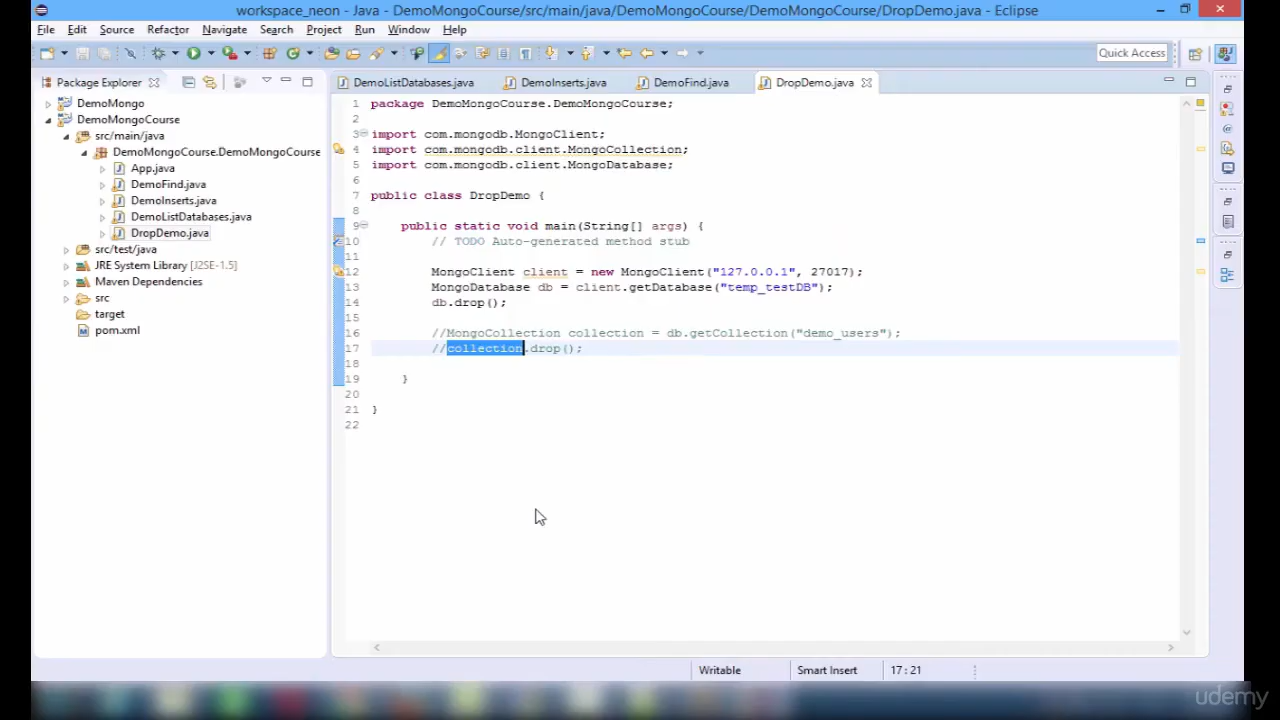 workspace_neon - Java - DemoMongoCourse/src/main/java/DemoMongoCourse/DemoMongoCourse/DropDemo.java - Eclipse
File Edit Source Refactor Navigate Search Project Run Window Help
Quick Access
Package Explorer
DemoListDatabases.java DemoInserts.java DemoFind.java DropDemo.java
DemoMongo
DemoMongoCourse
src/main/java
DemoMongoCourse.DemoMongoCourse
App.java
DemoFind.java
DemoInserts.java
DemoListDatabases.java
DropDemo.java
src/test/java
JRE System Library [J2SE-1.5]
Maven Dependencies
src
target
pom.xml
1 package DemoMongoCourse.DemoMongoCourse;
2
3 import com.mongodb.MongoClient;
4 import com.mongodb.client.MongoCollection;
5 import com.mongodb.client.MongoDatabase;
6
7 public class DropDemo {
8
9 public static void main(String[] args) {
10 // TODO Auto-generated method stub
11
12 MongoClient client = new MongoClient("127.0.0.1", 27017);
13 MongoDatabase db = client.getDatabase("temp_testDB");
14 db.drop();
15
16 //MongoCollection collection = db.getCollection("demo_users");
17 //collection.drop();
18
19 }
20
21 }
22
Writable Smart Insert 17 : 21
udemy